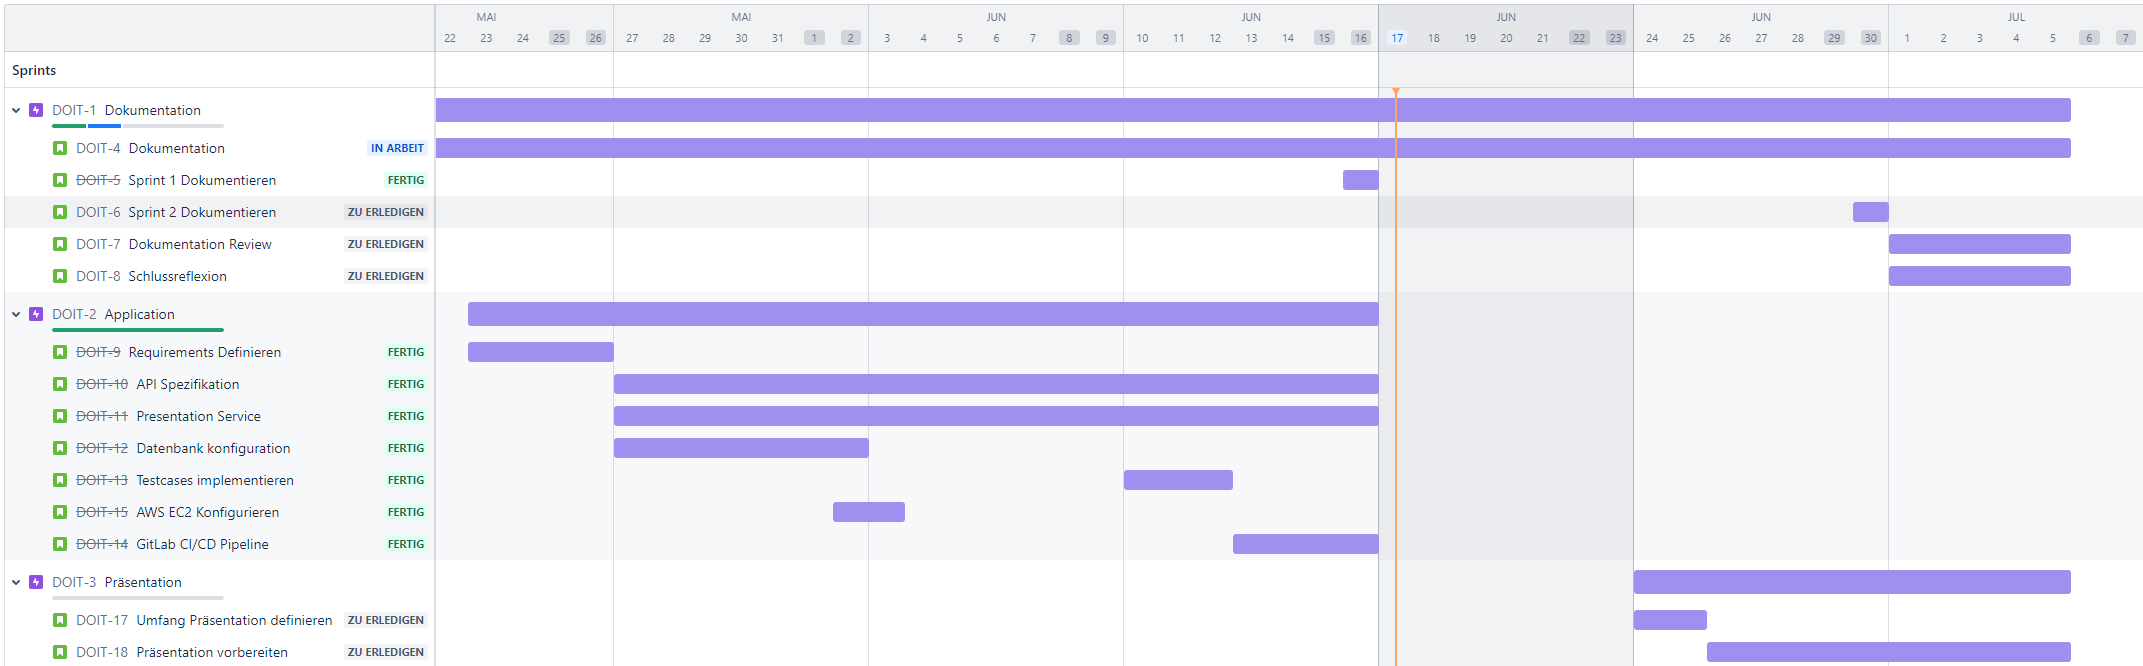 MAI MAI JUN JUN JUN JUN JUL
22 23 24 25 26 27 28 29 30 31 1 2 3 4 5 6 7 8 9 10 11 12 13 14 15 16 17 18 19 20 21 22 23 24 25 26 27 28 29 30 1 2 3 4 5 6 7
Sprints
DOIT-1 Dokumentation
DOIT-4 Dokumentation IN ARBEIT
DOIT-5 Sprint 1 Dokumentieren FERTIG
DOIT-6 Sprint 2 Dokumentieren ZU ERLEDIGEN
DOIT-7 Dokumentation Review ZU ERLEDIGEN
DOIT-8 Schlussreflexion ZU ERLEDIGEN
DOIT-2 Application
DOIT-9 Requirements Definieren FERTIG
DOIT-10 API Spezifikation FERTIG
DOIT-11 Presentation Service FERTIG
DOIT-12 Datenbank konfiguration FERTIG
DOIT-13 Testcases implementieren FERTIG
DOIT-15 AWS EC2 Konfigurieren FERTIG
DOIT-14 GitLab CI/CD Pipeline FERTIG
DOIT-3 Präsentation
DOIT-17 Umfang Präsentation definieren ZU ERLEDIGEN
DOIT-18 Präsentation vorbereiten ZU ERLEDIGEN